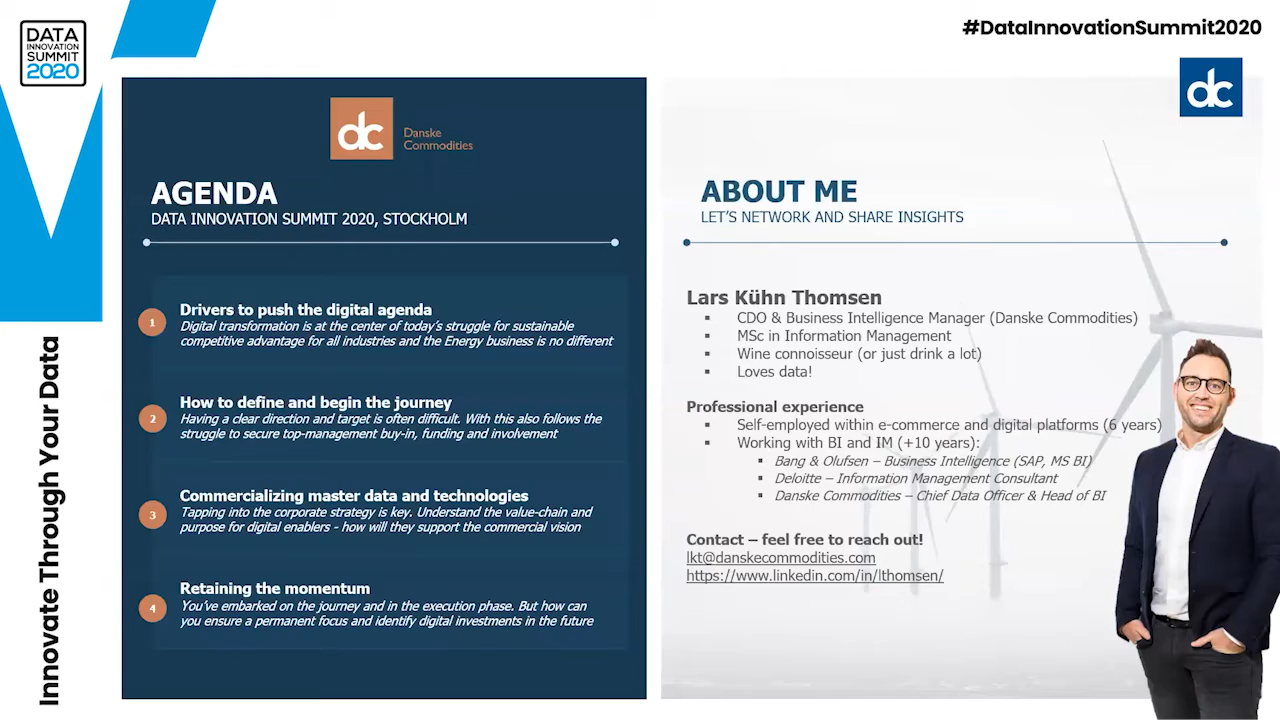 DATA
INNOVATION
SUMMIT
2020
#DataInnovationSummit2020
Innovate Through Your Data
dc
Danske
Commodities
AGENDA
DATA INNOVATION SUMMIT 2020, STOCKHOLM
1
Drivers to push the digital agenda
Digital transformation is at the center of today's struggle for sustainable
competitive advantage for all industries and the Energy business is no different
2
How to define and begin the journey
Having a clear direction and target is often difficult. With this also follows the
struggle to secure top-management buy-in, funding and involvement
3
Commercializing master data and technologies
Tapping into the corporate strategy is key. Understand the value-chain and
purpose for digital enablers - how will they support the commercial vision
4
Retaining the momentum
You've embarked on the journey and in the execution phase. But how can
you ensure a permanent focus and identify digital investments in the future
dc
ABOUT ME
LET'S NETWORK AND SHARE INSIGHTS
Lars Kühn Thomsen
▪ CDO & Business Intelligence Manager (Danske Commodities)
▪ MSc in Information Management
▪ Wine connoisseur (or just drink a lot)
▪ Loves data!
Professional experience
▪ Self-employed within e-commerce and digital platforms (6 years)
▪ Working with BI and IM (+10 years):
▪ Bang & Olufsen – Business Intelligence (SAP, MS BI)
▪ Deloitte – Information Management Consultant
▪ Danske Commodities – Chief Data Officer & Head of BI
Contact – feel free to reach out!
lkt@danskecommodities.com
https://www.linkedin.com/in/lthomsen/